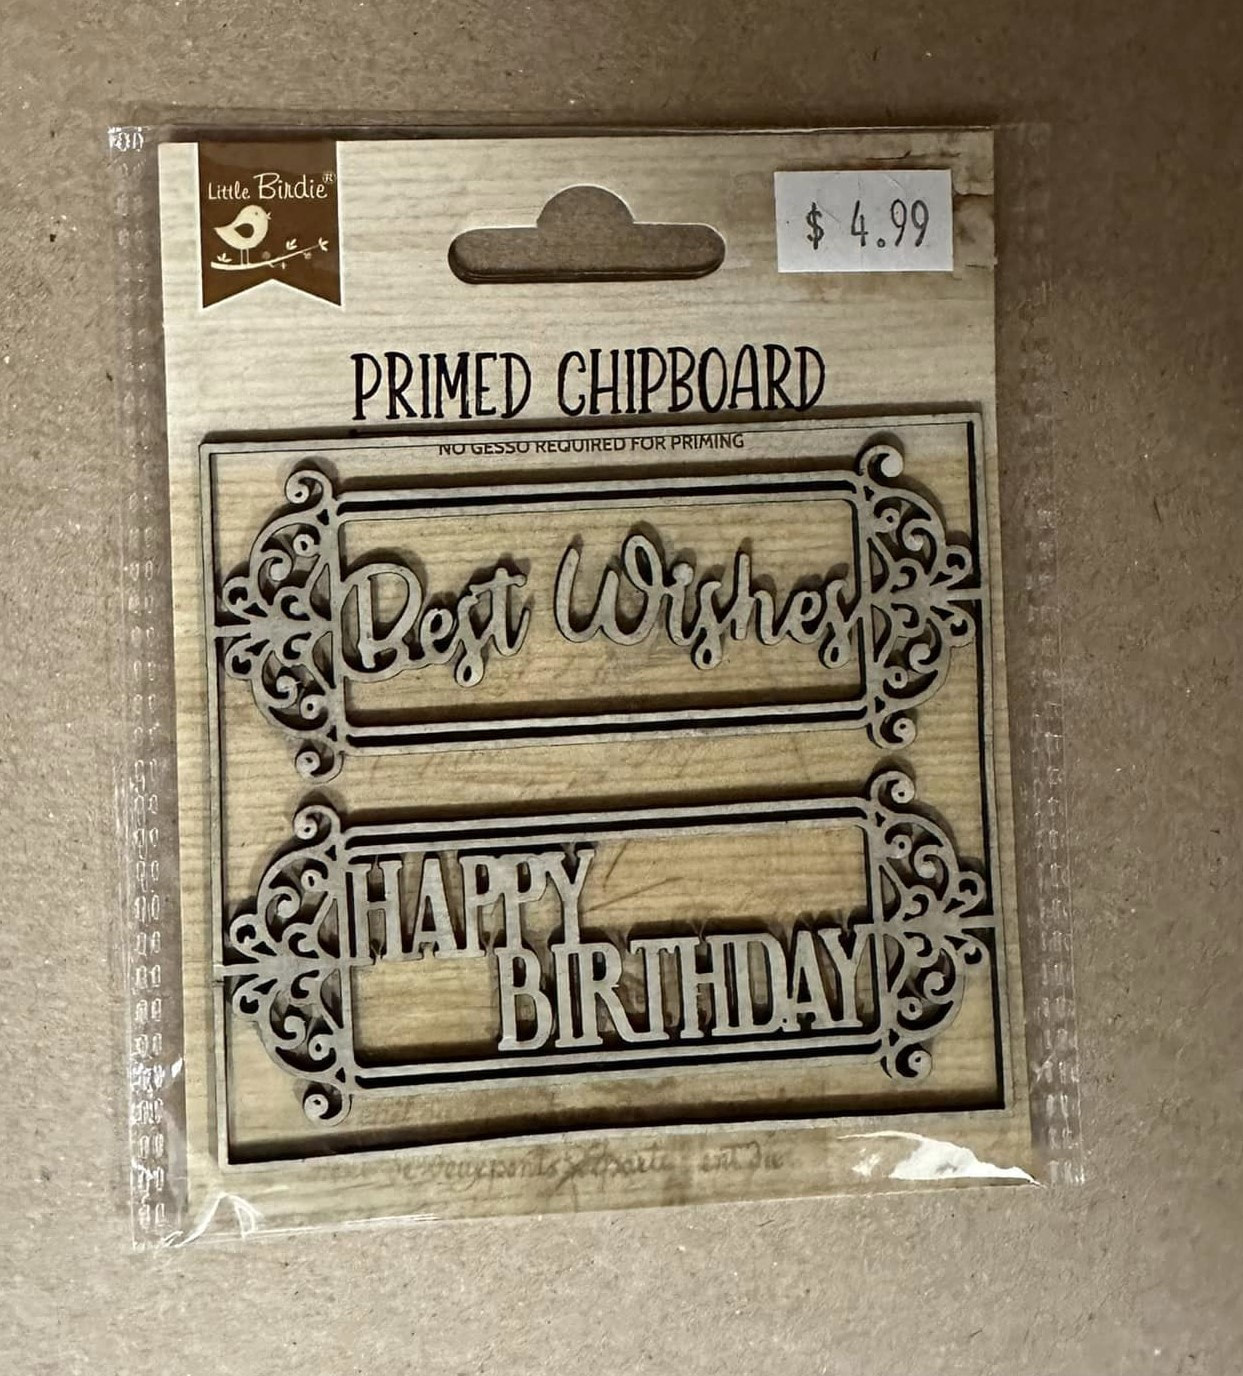 Little Birdie®
$ 4.99
PRIMED CHIPBOARD
NO GESSO REQUIRED FOR PRIMING
Best Wishes
HAPPY
BIRTHDAY